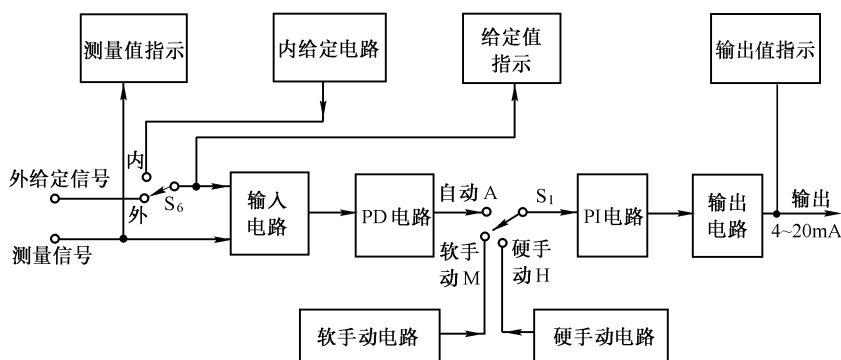 测量值指示
内给定电路
给定值
指示
输出值指示
内
外给定信号
外
S₆
测量信号
输入
电路
PD 电路
自动 A
S₁
软手
动 M
硬手
动 H
PI 电路
输出
电路
输出
4~20mA
软手动电路
硬手动电路